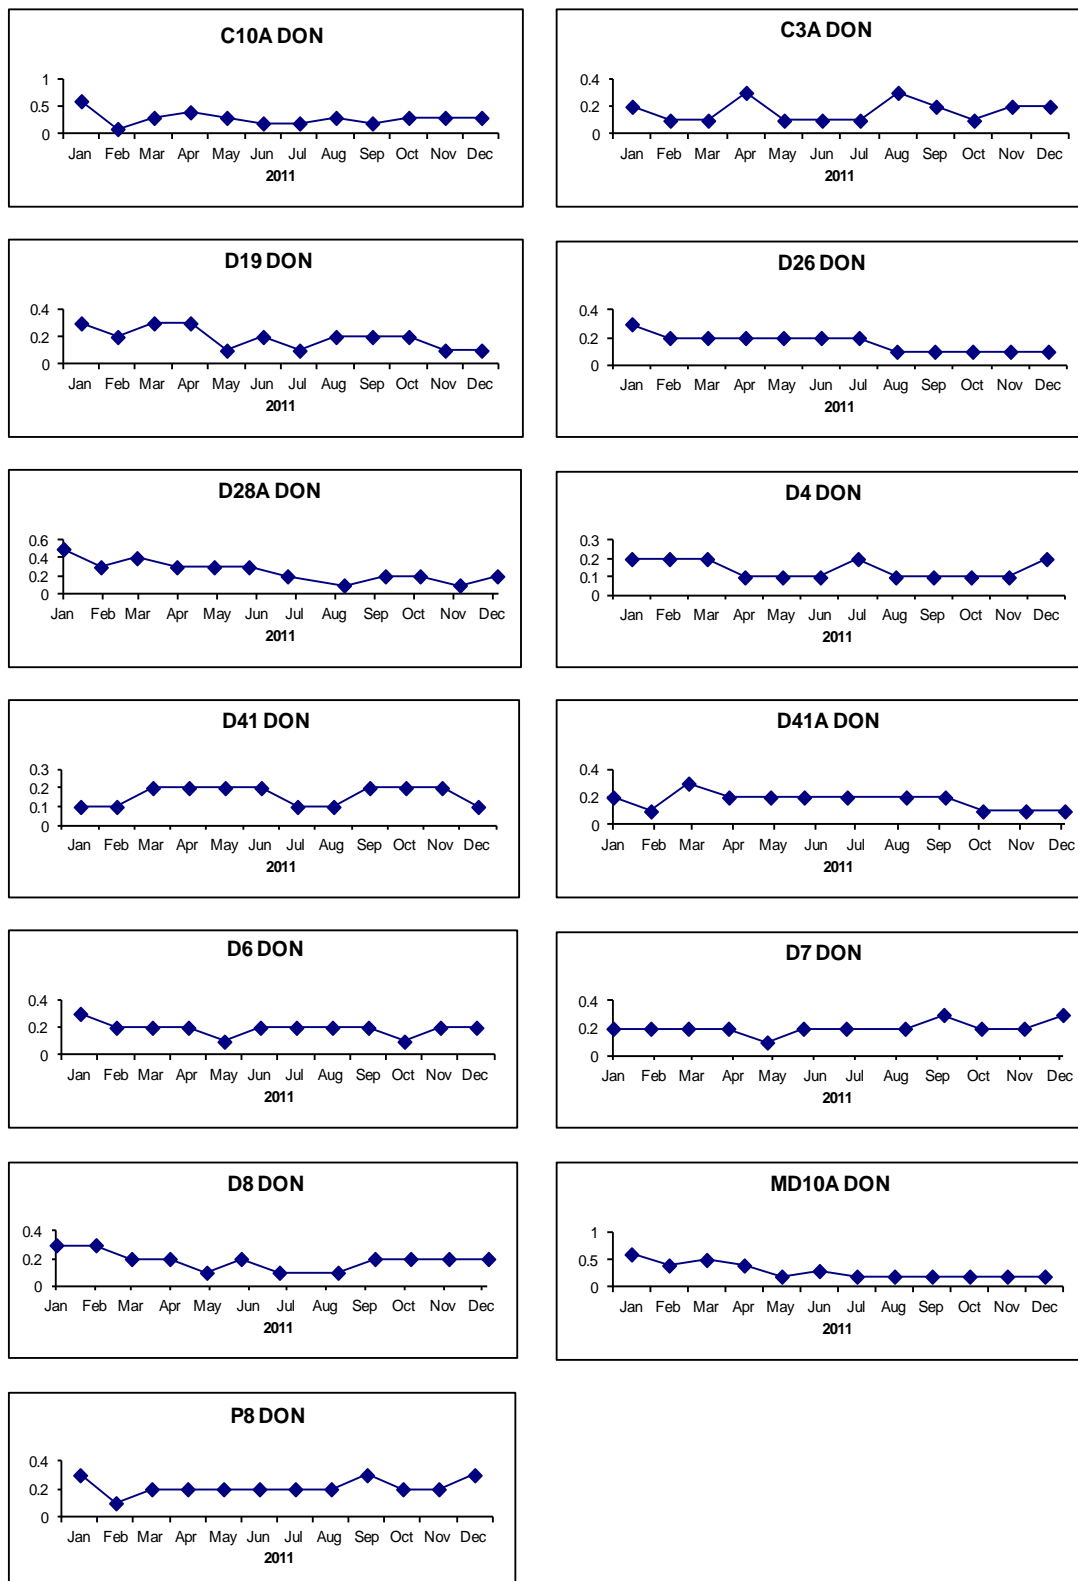 C10A DON
1
0.5
0
Jan Feb Mar Apr May Jun Jul Aug Sep Oct Nov Dec
2011
C3A DON
0.4
0.2
0
Jan Feb Mar Apr May Jun Jul Aug Sep Oct Nov Dec
2011
D19 DON
0.4
0.2
0
Jan Feb Mar Apr May Jun Jul Aug Sep Oct Nov Dec
2011
D26 DON
0.4
0.2
0
Jan Feb Mar Apr May Jun Jul Aug Sep Oct Nov Dec
2011
D28A DON
0.6
0.4
0.2
0
Jan Feb Mar Apr May Jun Jul Aug Sep Oct Nov Dec
2011
D4 DON
0.3
0.2
0.1
0
Jan Feb Mar Apr May Jun Jul Aug Sep Oct Nov Dec
2011
D41 DON
0.3
0.2
0.1
0
Jan Feb Mar Apr May Jun Jul Aug Sep Oct Nov Dec
2011
D41A DON
0.4
0.2
0
Jan Feb Mar Apr May Jun Jul Aug Sep Oct Nov Dec
2011
D6 DON
0.4
0.2
0
Jan Feb Mar Apr May Jun Jul Aug Sep Oct Nov Dec
2011
D7 DON
0.4
0.2
0
Jan Feb Mar Apr May Jun Jul Aug Sep Oct Nov Dec
2011
D8 DON
0.4
0.2
0
Jan Feb Mar Apr May Jun Jul Aug Sep Oct Nov Dec
2011
MD10A DON
1
0.5
0
Jan Feb Mar Apr May Jun Jul Aug Sep Oct Nov Dec
2011
P8 DON
0.4
0.2
0
Jan Feb Mar Apr May Jun Jul Aug Sep Oct Nov Dec
2011